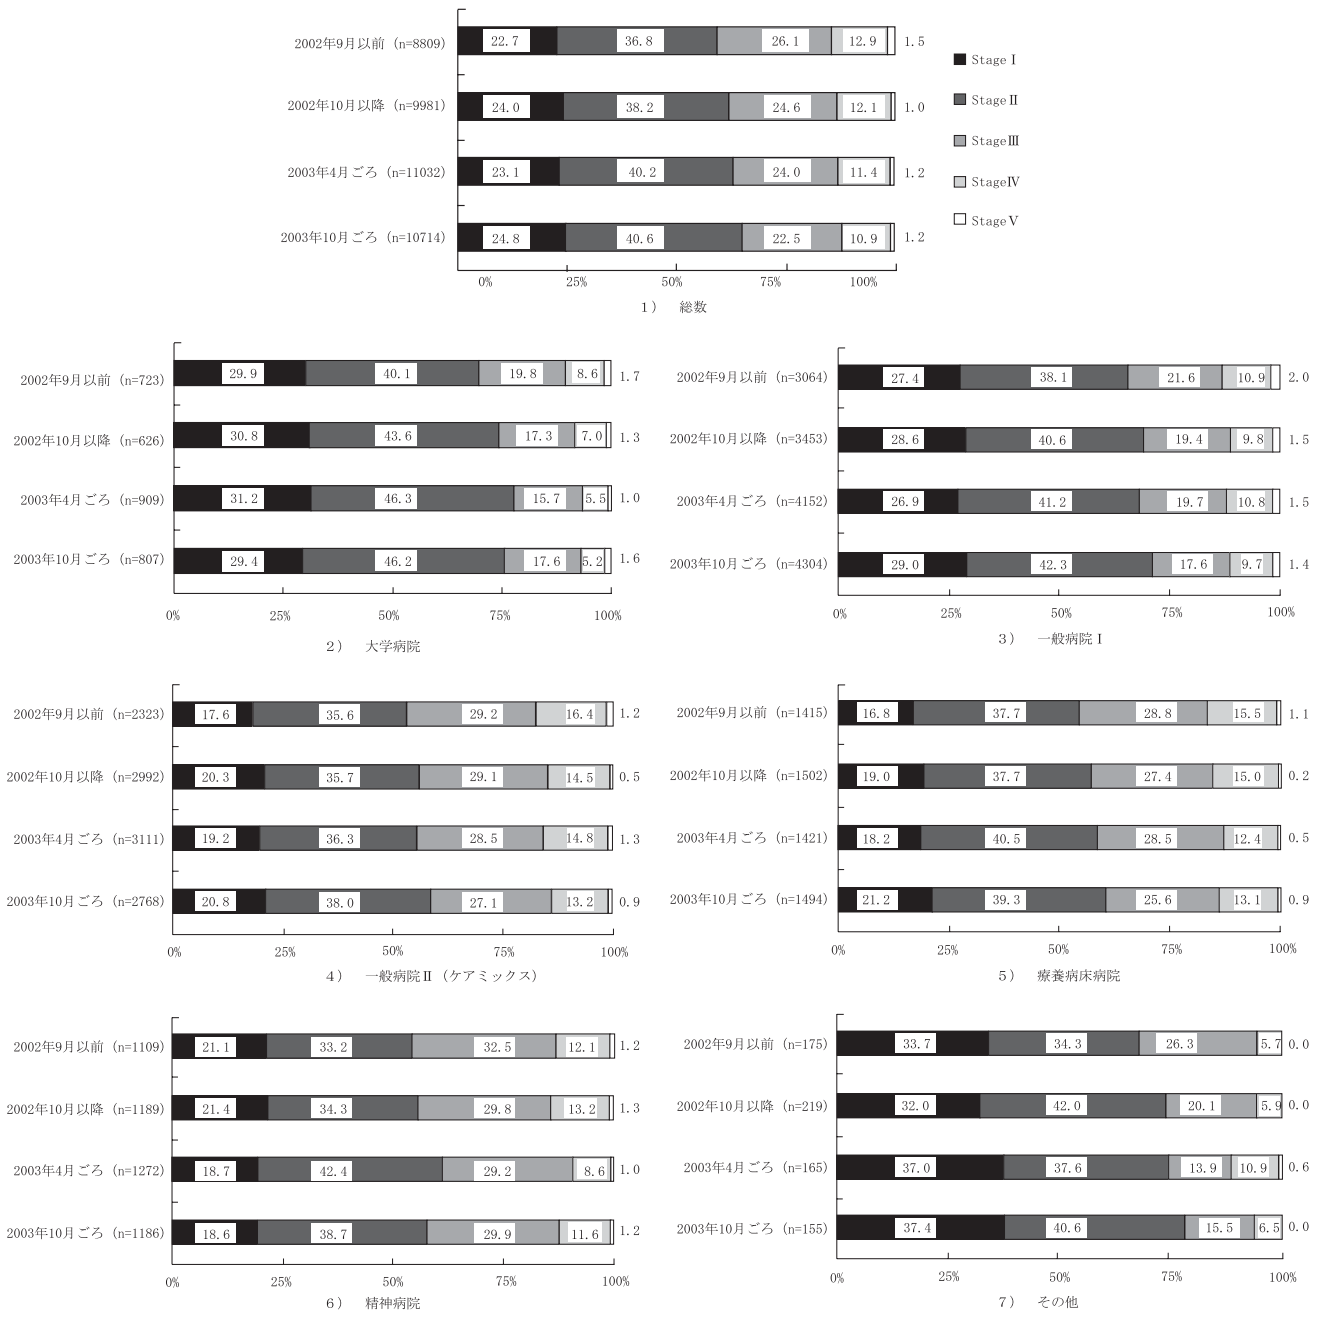 2002年9月以前（n=8809） 22.7 36.8 26.1 12.9 1.5
2002年10月以降（n=9981） 24.0 38.2 24.6 12.1 1.0
2003年4月ごろ（n=11032） 23.1 40.2 24.0 11.4 1.2
2003年10月ごろ（n=10714） 24.8 40.6 22.5 10.9 1.2
0% 25% 50% 75% 100%
1） 総数
StageⅠ
StageⅡ
StageⅢ
StageⅣ
StageⅤ
2002年9月以前（n=723） 29.9 40.1 19.8 8.6 1.7
2002年10月以降（n=626） 30.8 43.6 17.3 7.0 1.3
2003年4月ごろ（n=909） 31.2 46.3 15.7 5.5 1.0
2003年10月ごろ（n=807） 29.4 46.2 17.6 5.2 1.6
0% 25% 50% 75% 100%
2） 大学病院
2002年9月以前（n=3064） 27.4 38.1 21.6 10.9 2.0
2002年10月以降（n=3453） 28.6 40.6 19.4 9.8 1.5
2003年4月ごろ（n=4152） 26.9 41.2 19.7 10.8 1.5
2003年10月ごろ（n=4304） 29.0 42.3 17.6 9.7 1.4
0% 25% 50% 75% 100%
3） 一般病院Ⅰ
2002年9月以前（n=2323） 17.6 35.6 29.2 16.4 1.2
2002年10月以降（n=2992） 20.3 35.7 29.1 14.5 0.5
2003年4月ごろ（n=3111） 19.2 36.3 28.5 14.8 1.3
2003年10月ごろ（n=2768） 20.8 38.0 27.1 13.2 0.9
0% 25% 50% 75% 100%
4） 一般病院Ⅱ（ケアミックス）
2002年9月以前（n=1415） 16.8 37.7 28.8 15.5 1.1
2002年10月以降（n=1502） 19.0 37.7 27.4 15.0 0.2
2003年4月ごろ（n=1421） 18.2 40.5 28.5 12.4 0.5
2003年10月ごろ（n=1494） 21.2 39.3 25.6 13.1 0.9
0% 25% 50% 75% 100%
5） 療養病床病院
2002年9月以前（n=1109） 21.1 33.2 32.5 12.1 1.2
2002年10月以降（n=1189） 21.4 34.3 29.8 13.2 1.3
2003年4月ごろ（n=1272） 18.7 42.4 29.2 8.6 1.0
2003年10月ごろ（n=1186） 18.6 38.7 29.9 11.6 1.2
0% 25% 50% 75% 100%
6） 精神病院
2002年9月以前（n=175） 33.7 34.3 26.3 5.7 0.0
2002年10月以降（n=219） 32.0 42.0 20.1 5.9 0.0
2003年4月ごろ（n=165） 37.0 37.6 13.9 10.9 0.6
2003年10月ごろ（n=155） 37.4 40.6 15.5 6.5 0.0
0% 25% 50% 75% 100%
7） その他